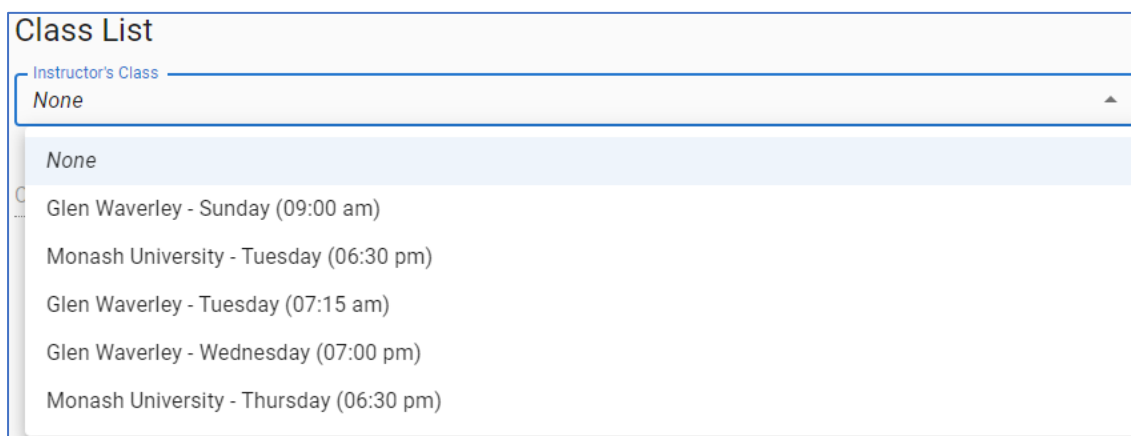 Class List
Instructor's Class
None
None
Glen Waverley - Sunday (09:00 am)
Monash University - Tuesday (06:30 pm)
Glen Waverley - Tuesday (07:15 am)
Glen Waverley - Wednesday (07:00 pm)
Monash University - Thursday (06:30 pm)